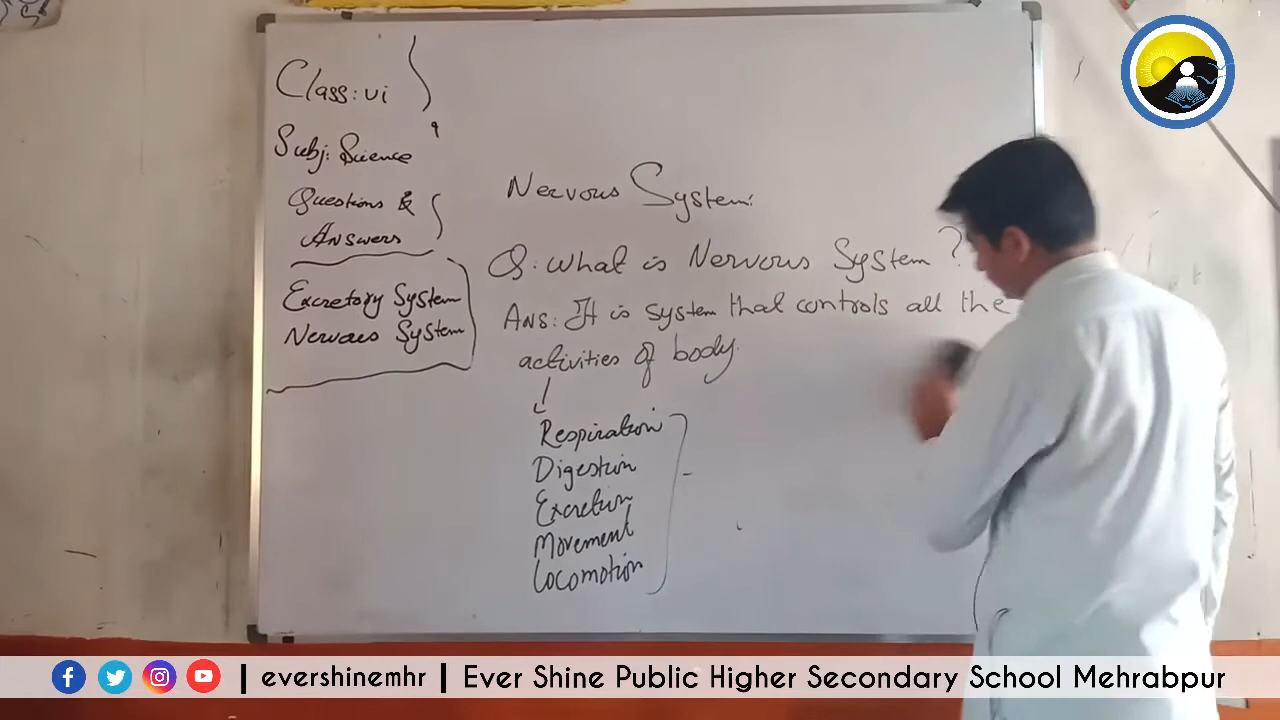 Class: vi
Subj: Science
Questions &
Answers
Excretory System
Nervous System
Nervous System:
Q. What is Nervous System ?
Ans: It is system that controls all the
activities of body.
Respiration
Digestion
Excretion
Movement
Locomotion
| evershinemhr | Ever Shine Public Higher Secondary School Mehrabpur